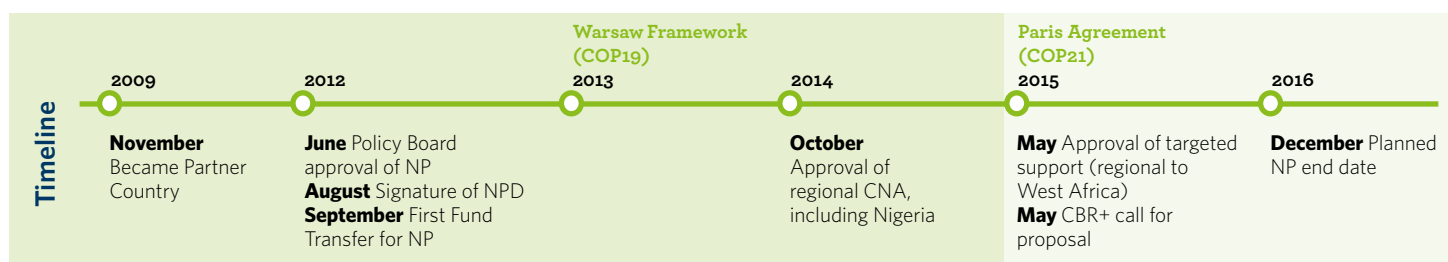 Timeline
Warsaw Framework
(COP19)
Paris Agreement
(COP21)
2009
2012
2013
2014
2015
2016
November
Became Partner
Country
June Policy Board
approval of NP
August Signature of NPD
September First Fund
Transfer for NP
October
Approval of
regional CNA,
including Nigeria
May Approval of targeted
support (regional to
West Africa)
May CBR+ call for
proposal
December Planned
NP end date